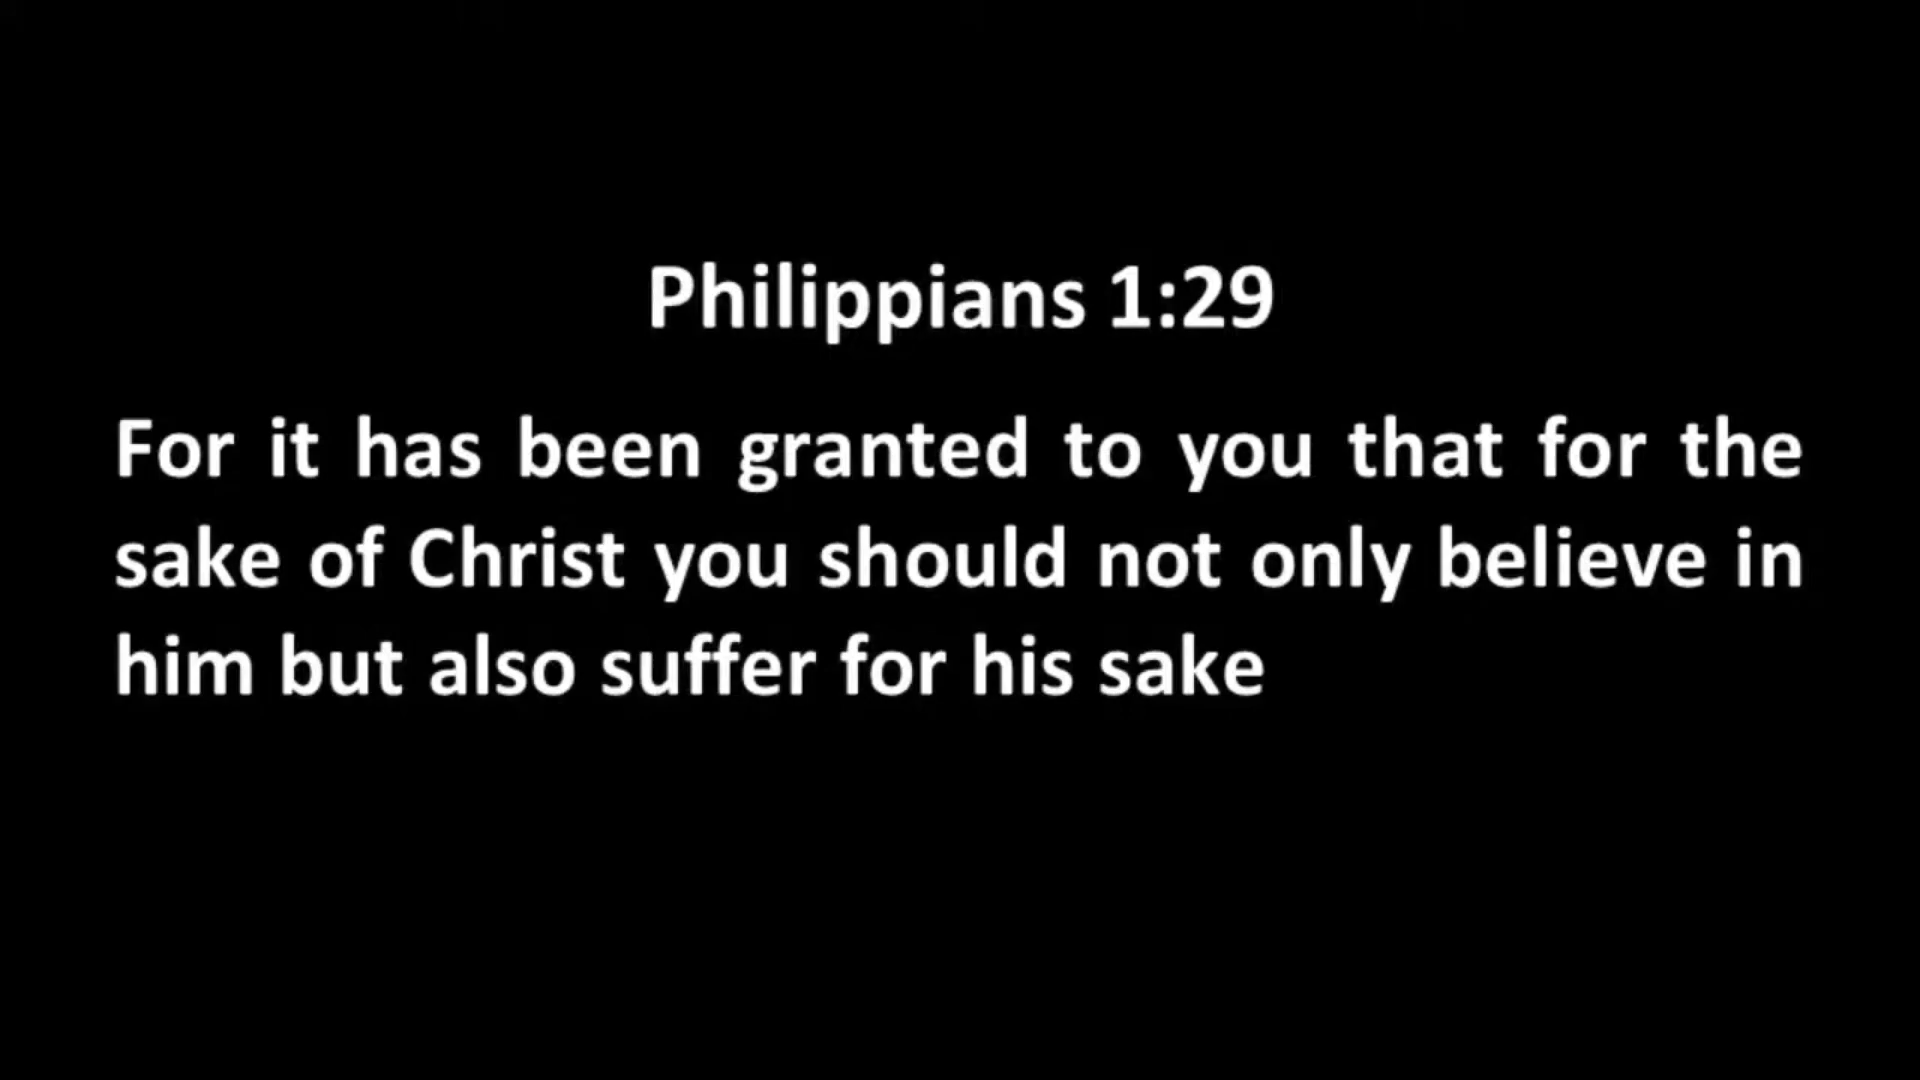 Philippians 1:29
For it has been granted to you that for the
sake of Christ you should not only believe in
him but also suffer for his sake